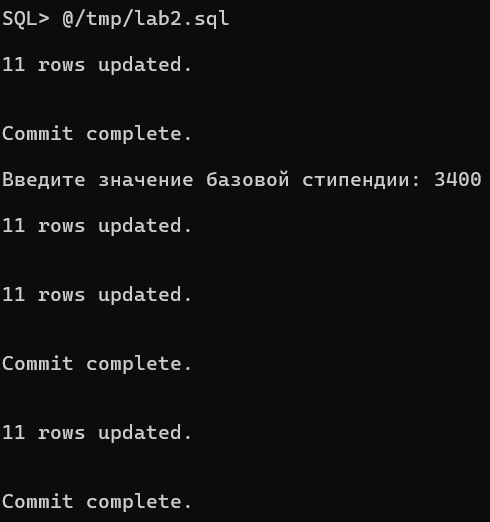 SQL> @/tmp/lab2.sql
11 rows updated.
Commit complete.
Введите значение базовой стипендии: 3400
11 rows updated.
11 rows updated.
Commit complete.
11 rows updated.
Commit complete.